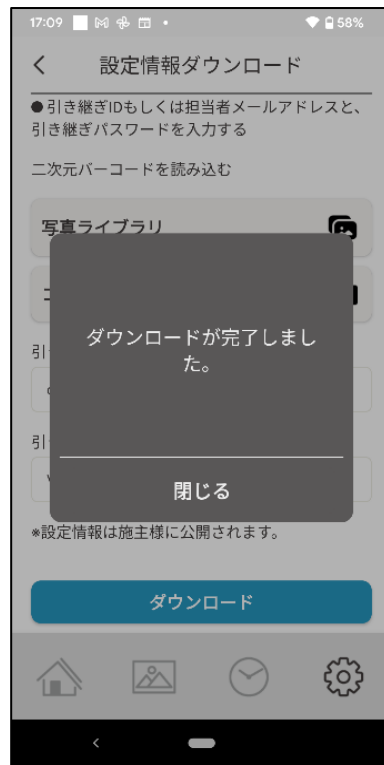 17:09
58%
設定情報ダウンロード
●引き継ぎIDもしくは担当者メールアドレスと、
引き継ぎパスワードを入力する
二次元バーコードを読み込む
写真ライブラリ
ダウンロードが完了しまし
た。
引
引
閉じる
※設定情報は施主様に公開されます。
ダウンロード